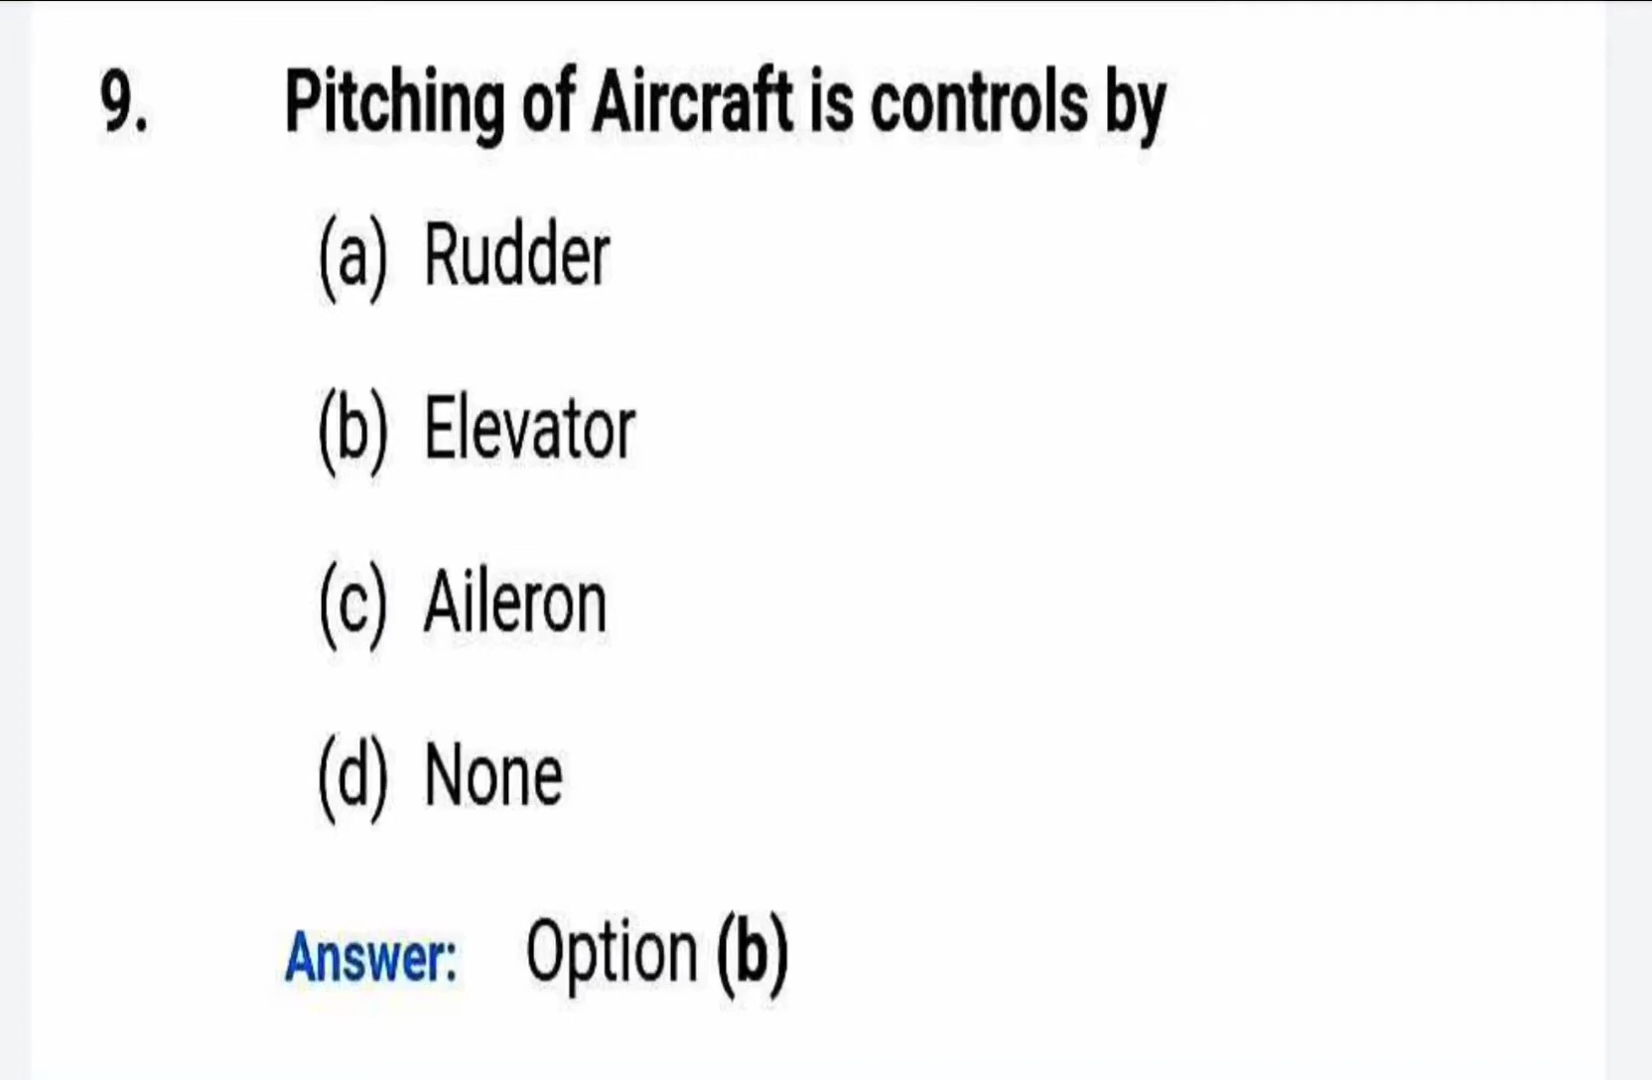 9. Pitching of Aircraft is controls by
(a) Rudder
(b) Elevator
(c) Aileron
(d) None
Answer: Option (b)